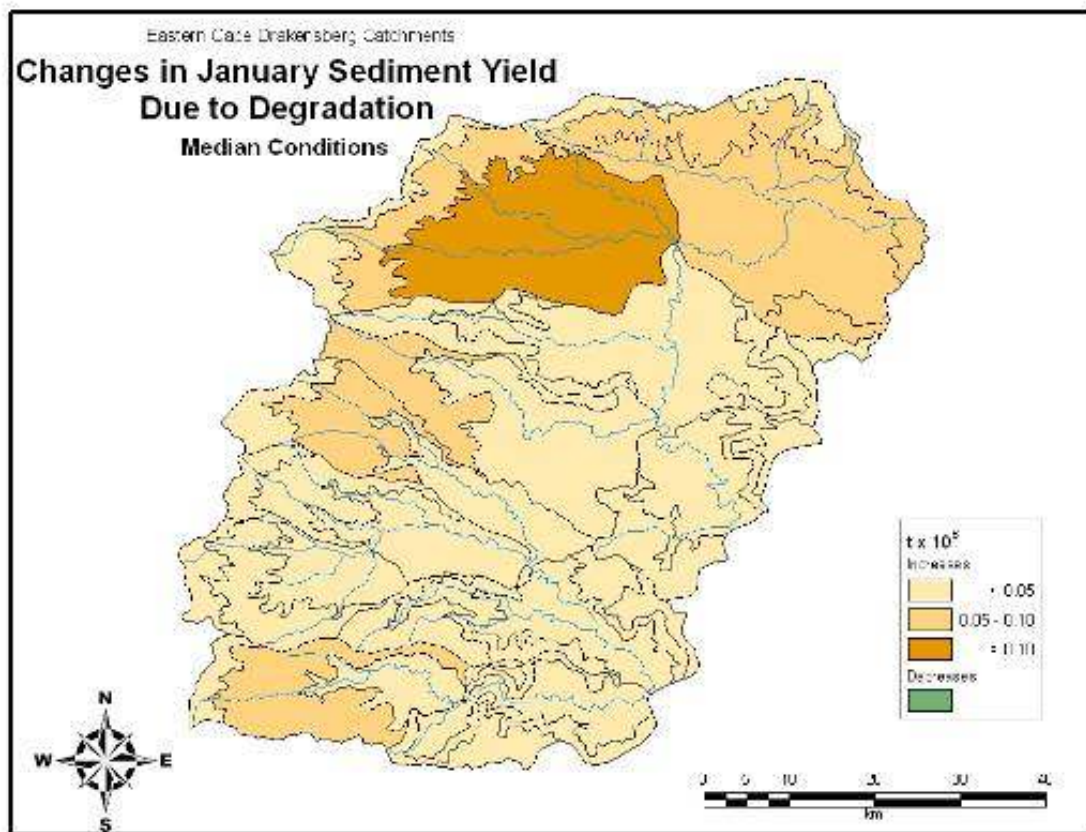 Eastern Cape Drakensberg Catchments
Changes in January Sediment Yield
Due to Degradation
Median Conditions
t x 10
Increases
0.05
0.05 - 0.10
0.10
Decreases
N
W E
S
0 5 10 20 30 40
km